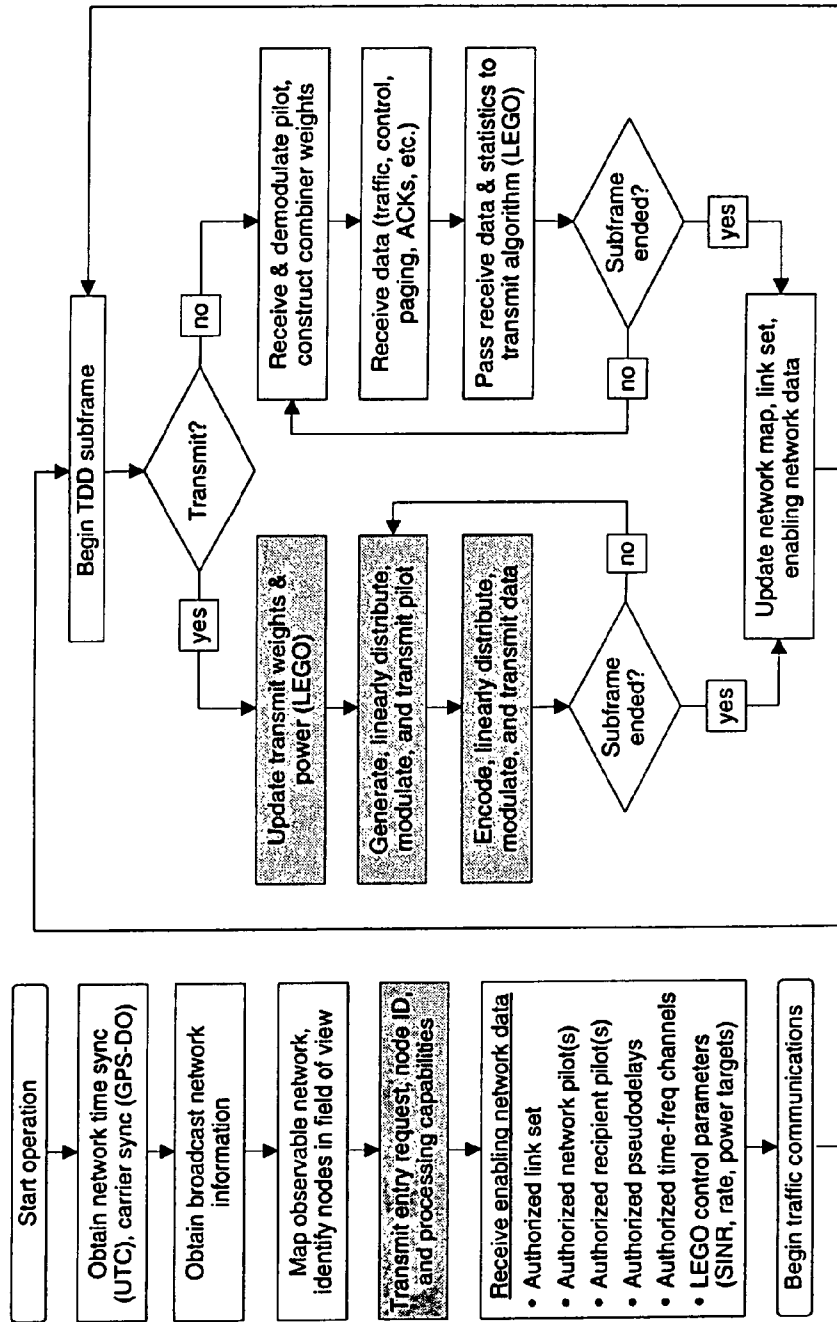 Start operation
Obtain network time sync
(UTC), carrier sync (GPS-DO)
Obtain broadcast network
information
Map observable network,
identify nodes in field of view
Transmit entry request, node ID,
and processing capabilities
Receive enabling network data
• Authorized link set
• Authorized network pilot(s)
• Authorized recipient pilot(s)
• Authorized pseudodelays
• Authorized time-freq channels
• LEGO control parameters
(SINR, rate, power targets)
Begin traffic communications
Begin TDD subframe
Transmit?
yes
no
Update transmit weights &
power (LEGO)
Generate, linearly distribute,
modulate, and transmit pilot
Encode, linearly distribute,
modulate, and transmit data
Subframe
ended?
no
yes
Receive & demodulate pilot,
construct combiner weights
Receive data (traffic, control,
paging, ACKs, etc.)
Pass receive data & statistics to
transmit algorithm (LEGO)
Subframe
ended?
no
yes
Update network map, link set,
enabling network data